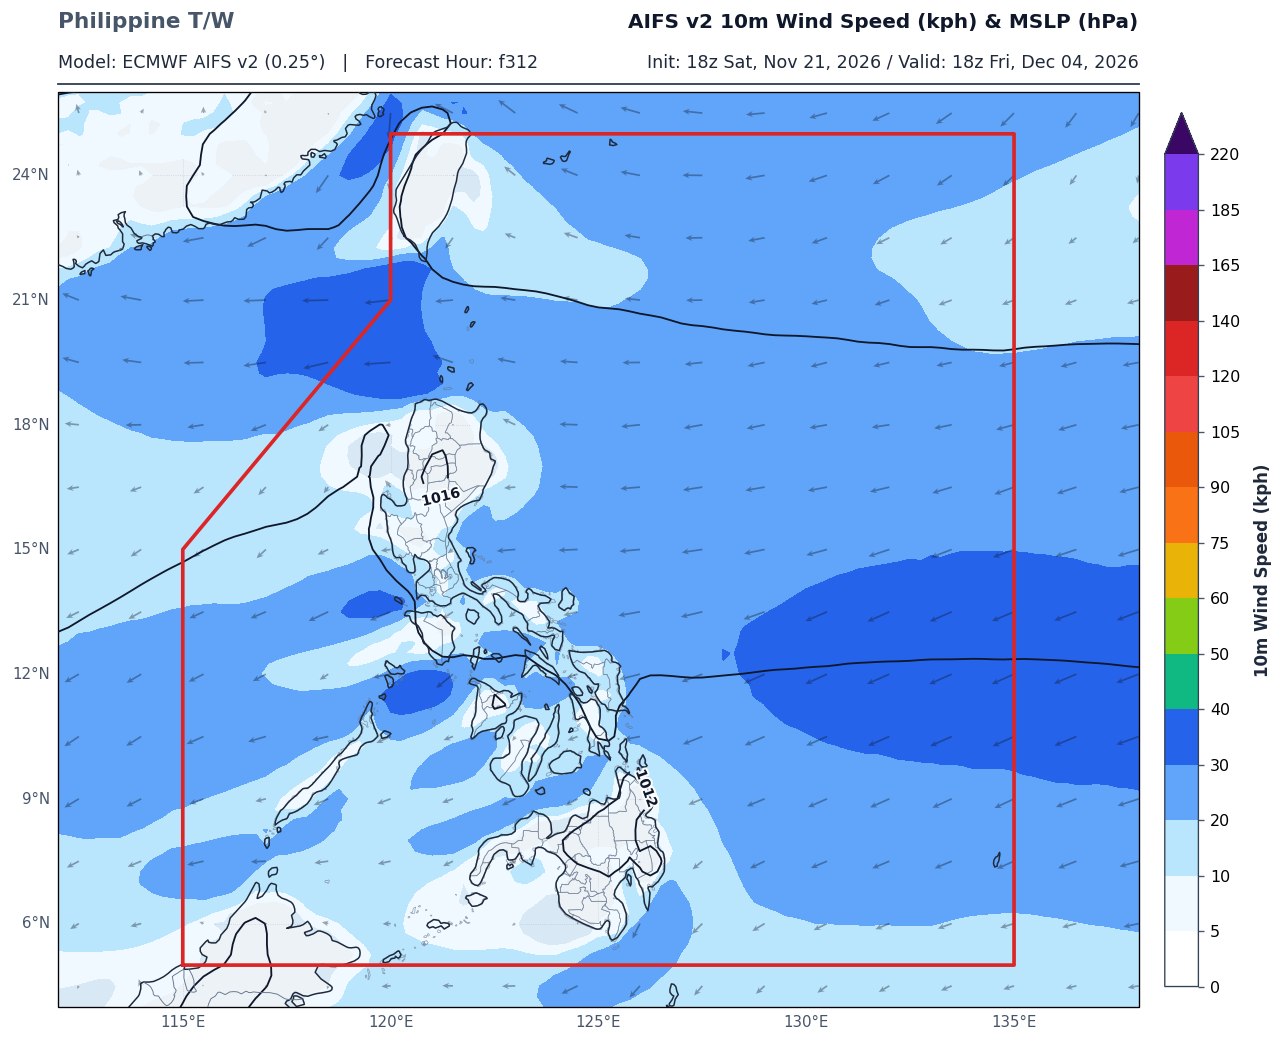 Philippine T/W
AIFS v2 10m Wind Speed (kph) & MSLP (hPa)
Model: ECMWF AIFS v2 (0.25°)   |   Forecast Hour: f312
Init: 18z Sat, Nov 21, 2026 / Valid: 18z Fri, Dec 04, 2026
24°N
21°N
18°N
15°N
12°N
9°N
6°N
1016
1012
115°E
120°E
125°E
130°E
135°E
220
185
165
140
120
105
90
75
60
50
40
30
20
10
5
0
10m Wind Speed (kph)